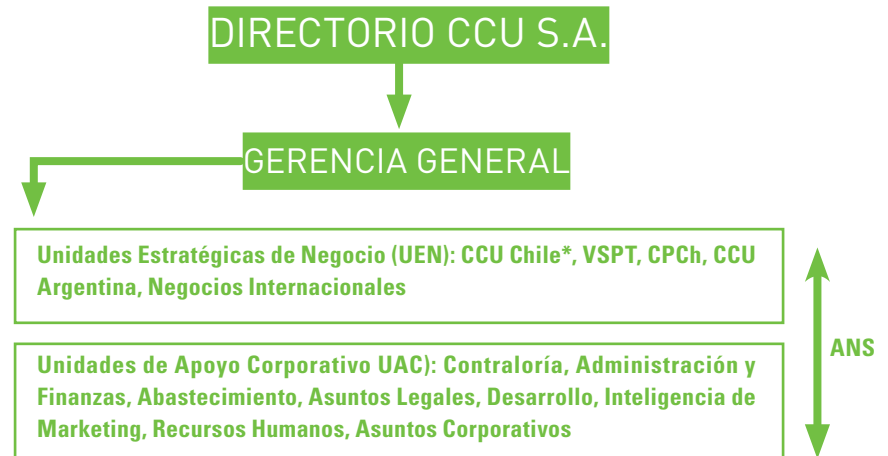 DIRECTORIO CCU S.A.
GERENCIA GENERAL
Unidades Estratégicas de Negocio (UEN): CCU Chile*, VSPT, CPCh, CCU
Argentina, Negocios Internacionales
Unidades de Apoyo Corporativo UAC): Contraloría, Administración y
Finanzas, Abastecimiento, Asuntos Legales, Desarrollo, Inteligencia de
Marketing, Recursos Humanos, Asuntos Corporativos
ANS